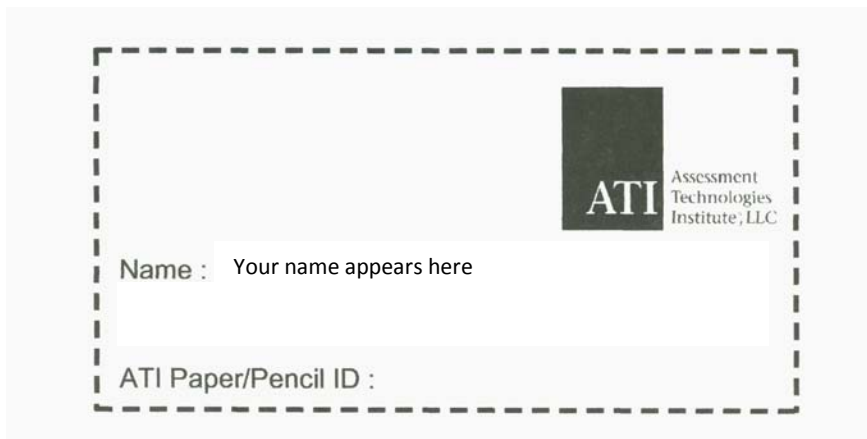 ATI
Assessment
Technologies
Institute, LLC
Name : Your name appears here
ATI Paper/Pencil ID :